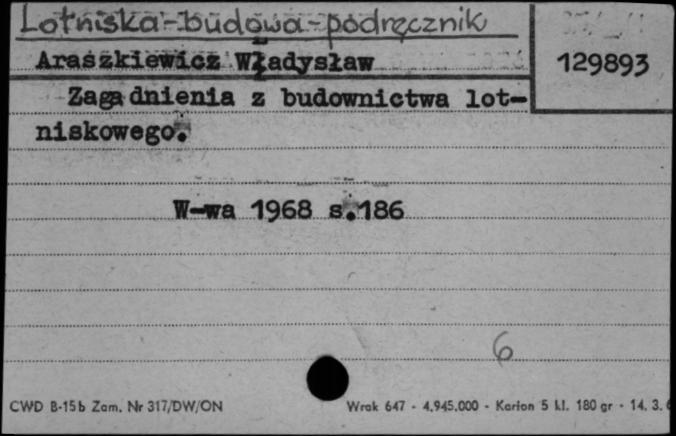 Lotniska-budowa-podręcznik
Araszkiewicz Władysław
129893
Zagadnienia z budownictwa lot-
niskowego.
W-wa 1968 s.186
6
CWD B-15b Zam. Nr 317/DW/ON
Wrak 647 - 4.945.000 - Karton 5 kl. 180 gr - 14. 3.